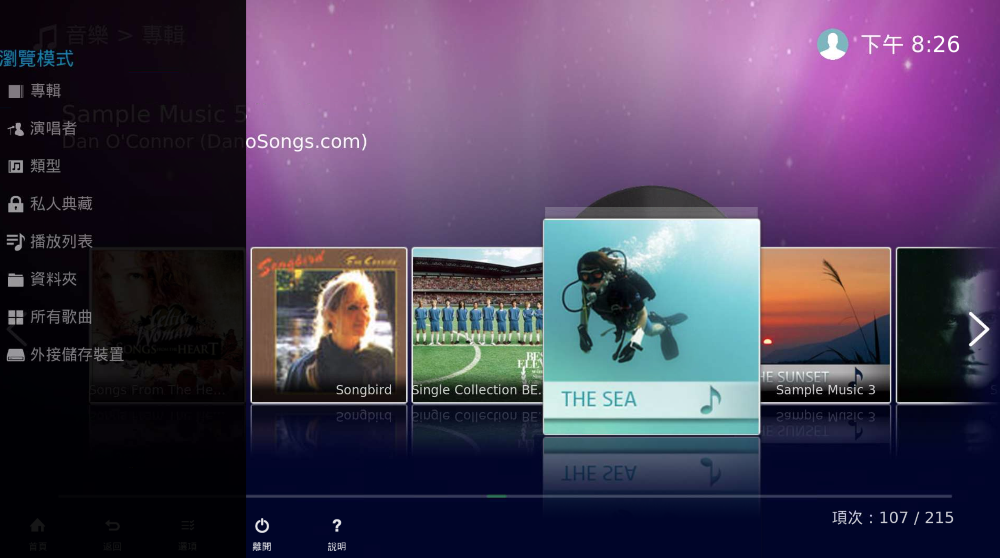 音樂 > 專輯
下午 8:26
瀏覽模式
專輯
演唱者
類型
私人典藏
播放列表
資料夾
所有歌曲
外接儲存裝置
Sample Music 5
Dan O'Connor (DanoSongs.com)
Celtic
Woman
SONGS FROM THE HEART
Songs From The He...
Songbird
Eva Cassidy
Songbird
Single Collection BE...
THE SEA
HE SUNSET
Sample Music 3
S
項次：107 / 215
首頁
返回
選項
離開
說明